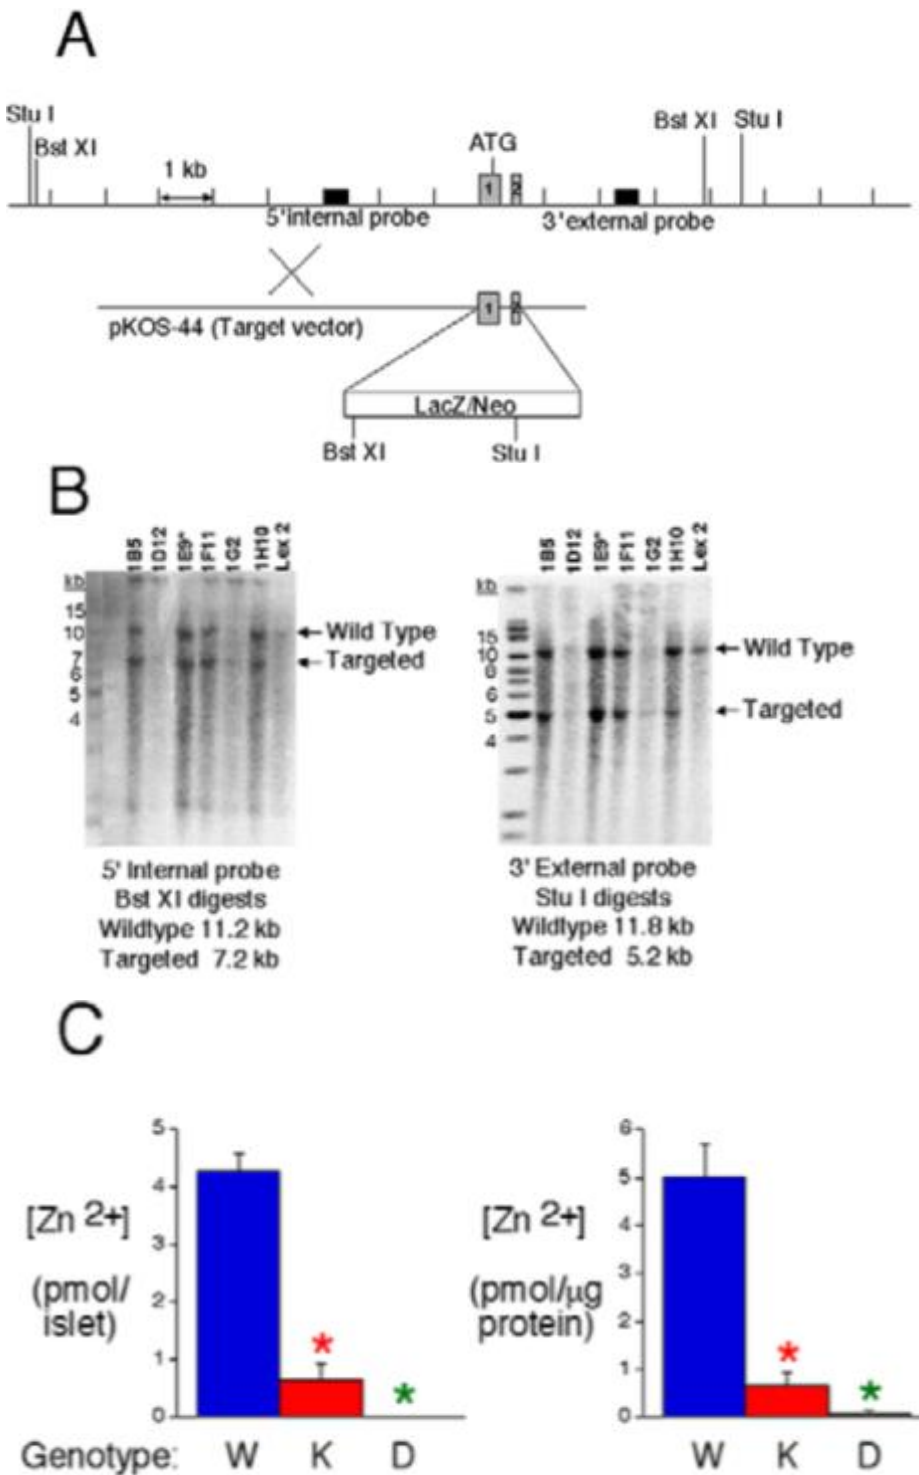 A
Stu I
Bst XI
1 kb
ATG
Bst XI
Stu I
1
2
5'internal probe
3'external probe
1
2
pKOS-44 (Target vector)
LacZ/Neo
Bst XI
Stu I
B
1B5
1D12
1E9*
1F11
1G2
1H10
Lex 2
kb
15
10
7
6
5
4
Wild Type
Targeted
5' Internal probe
Bst XI digests
Wildtype 11.2 kb
Targeted 7.2 kb
1B5
1D12
1E9*
1F11
1G2
1H10
Lex 2
kb
15
10
8
6
5
4
Wild Type
Targeted
3' External probe
Stu I digests
Wildtype 11.8 kb
Targeted 5.2 kb
C
5
4
3
2
1
0
[Zn 2+]
(pmol/
islet)
*
*
Genotype: W K D
6
5
4
3
2
1
0
[Zn 2+]
(pmol/μg
protein)
*
*
W K D